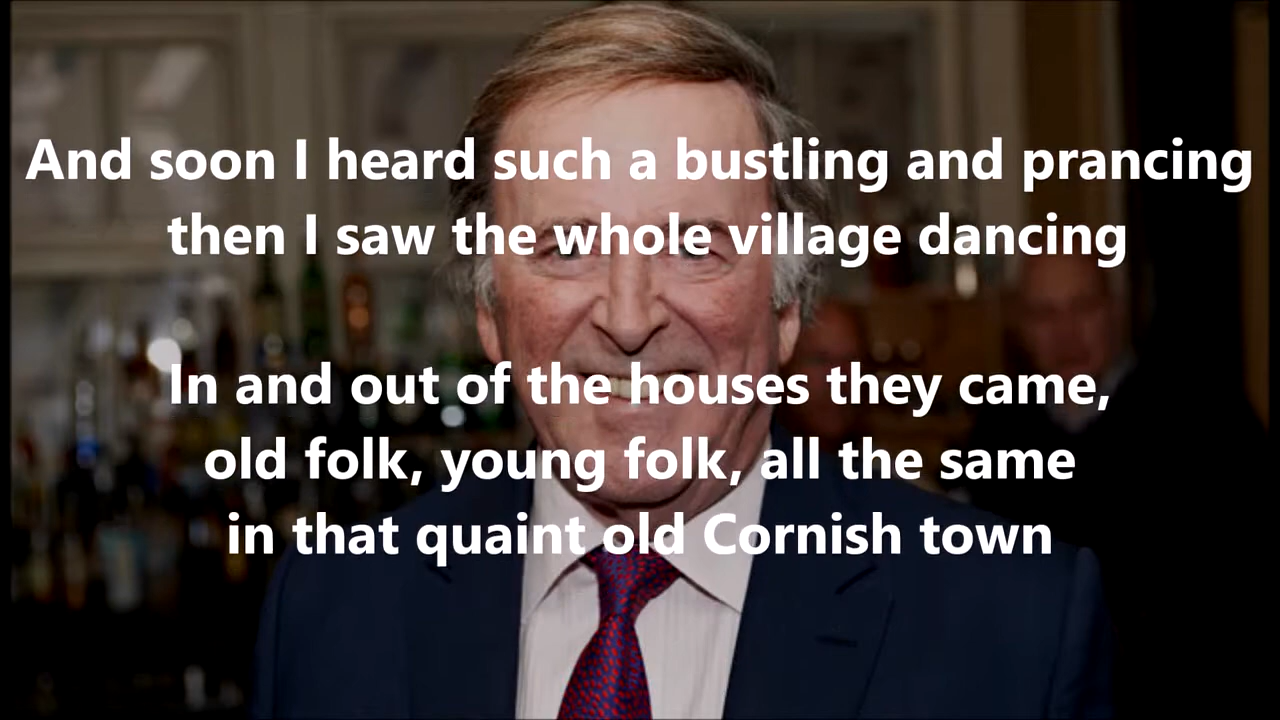 And soon I heard such a bustling and prancing
then I saw the whole village dancing
In and out of the houses they came,
old folk, young folk, all the same
in that quaint old Cornish town